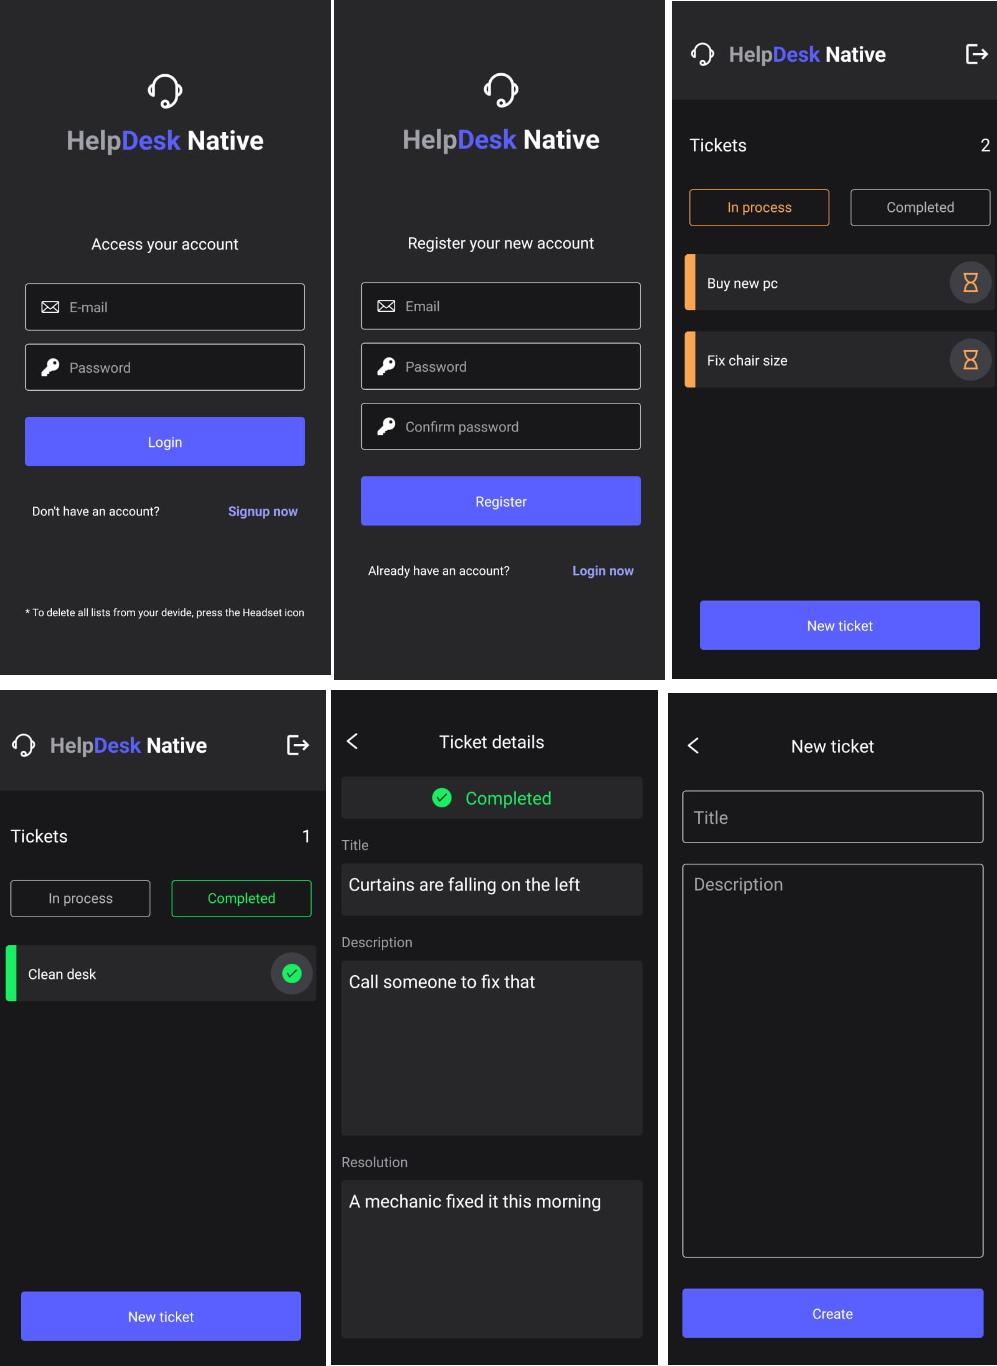 HelpDesk Native
Access your account
E-mail
Password
Login
Don't have an account? Signup now
* To delete all lists from your devide, press the Headset icon
HelpDesk Native
Register your new account
Email
Password
Confirm password
Register
Already have an account? Login now
HelpDesk Native
Tickets 2
In process Completed
Buy new pc
Fix chair size
New ticket
HelpDesk Native
Tickets 1
In process Completed
Clean desk
New ticket
Ticket details
Completed
Title
Curtains are falling on the left
Description
Call someone to fix that
Resolution
A mechanic fixed it this morning
New ticket
Title
Description
Create